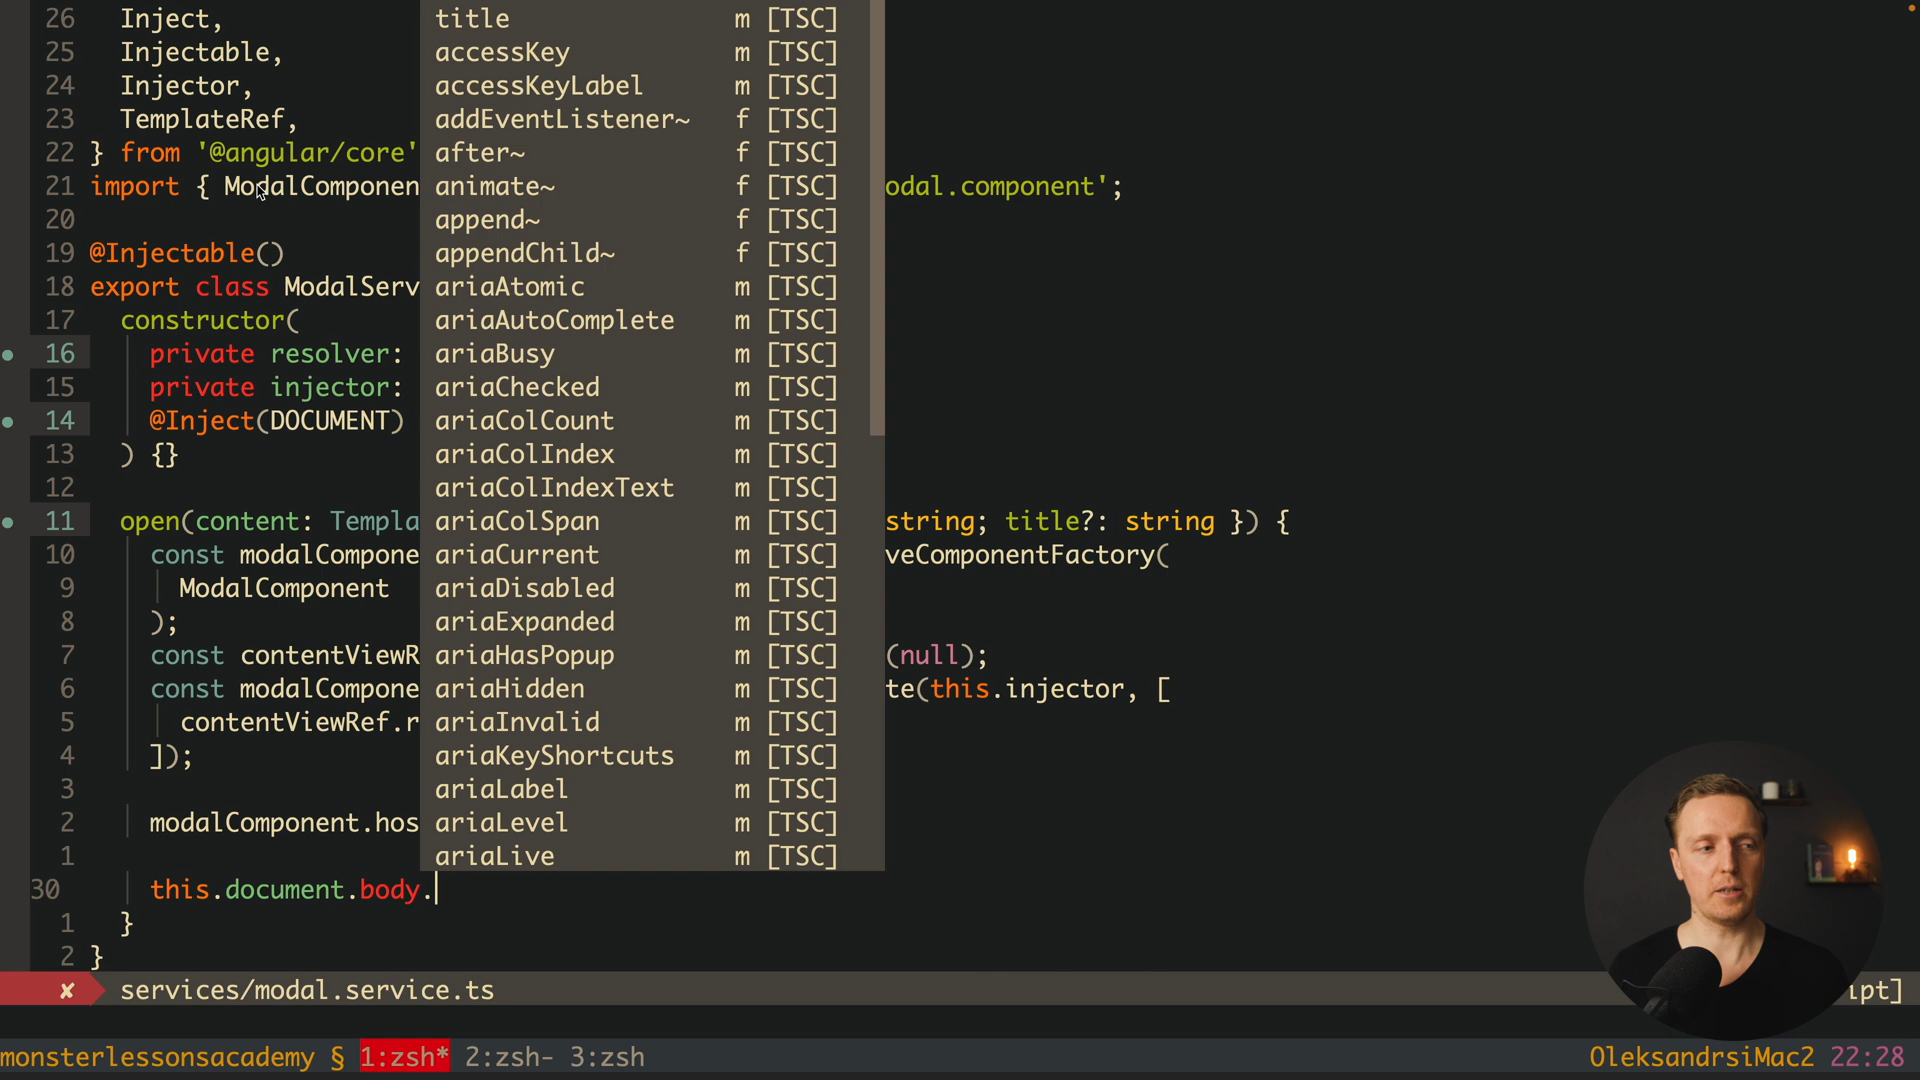 26 Inject, title m [TSC]
25 Injectable, accessKey m [TSC]
24 Injector, accessKeyLabel m [TSC]
23 TemplateRef, addEventListener~ f [TSC]
22 } from '@angular/core' after~ f [TSC]
21 import { ModalComponen animate~ f [TSC] odal.component';
20 append~ f [TSC]
19 @Injectable() appendChild~ f [TSC]
18 export class ModalServ ariaAtomic m [TSC]
17 constructor( ariaAutoComplete m [TSC]
16 private resolver: ariaBusy m [TSC]
15 private injector: ariaChecked m [TSC]
14 @Inject(DOCUMENT) ariaColCount m [TSC]
13 ) {} ariaColIndex m [TSC]
12 ariaColIndexText m [TSC]
11 open(content: Templa ariaColSpan m [TSC] string; title?: string }) {
10 const modalCompone ariaCurrent m [TSC] veComponentFactory(
9 ModalComponent ariaDisabled m [TSC]
8 ); ariaExpanded m [TSC]
7 const contentViewR ariaHasPopup m [TSC] (null);
6 const modalCompone ariaHidden m [TSC] te(this.injector, [
5 contentViewRef.r ariaInvalid m [TSC]
4 ]); ariaKeyShortcuts m [TSC]
3 ariaLabel m [TSC]
2 modalComponent.hos ariaLevel m [TSC]
1 ariaLive m [TSC]
30 this.document.body.
1 }
2 }
✘ services/modal.service.ts ipt]
monsterlessonsacademy § 1:zsh* 2:zsh- 3:zsh OleksandrsiMac2 22:28